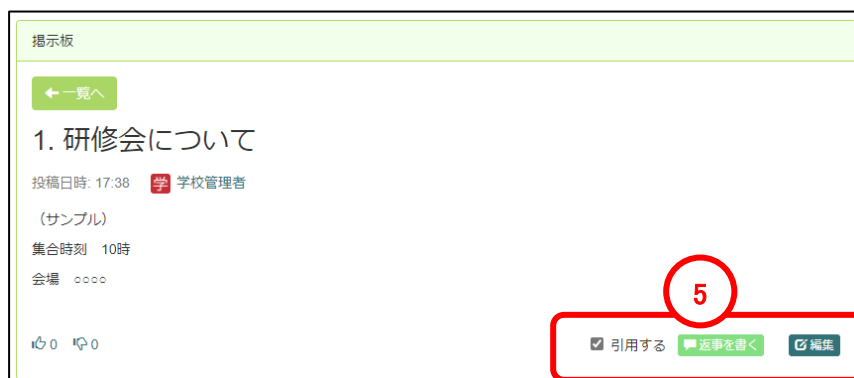 掲示板
一覧へ
1. 研修会について
投稿日時: 17:38 学 学校管理者
（サンプル）
集合時刻　10時
会場　○○○○
5
0 0 引用する 返事を書く 編集